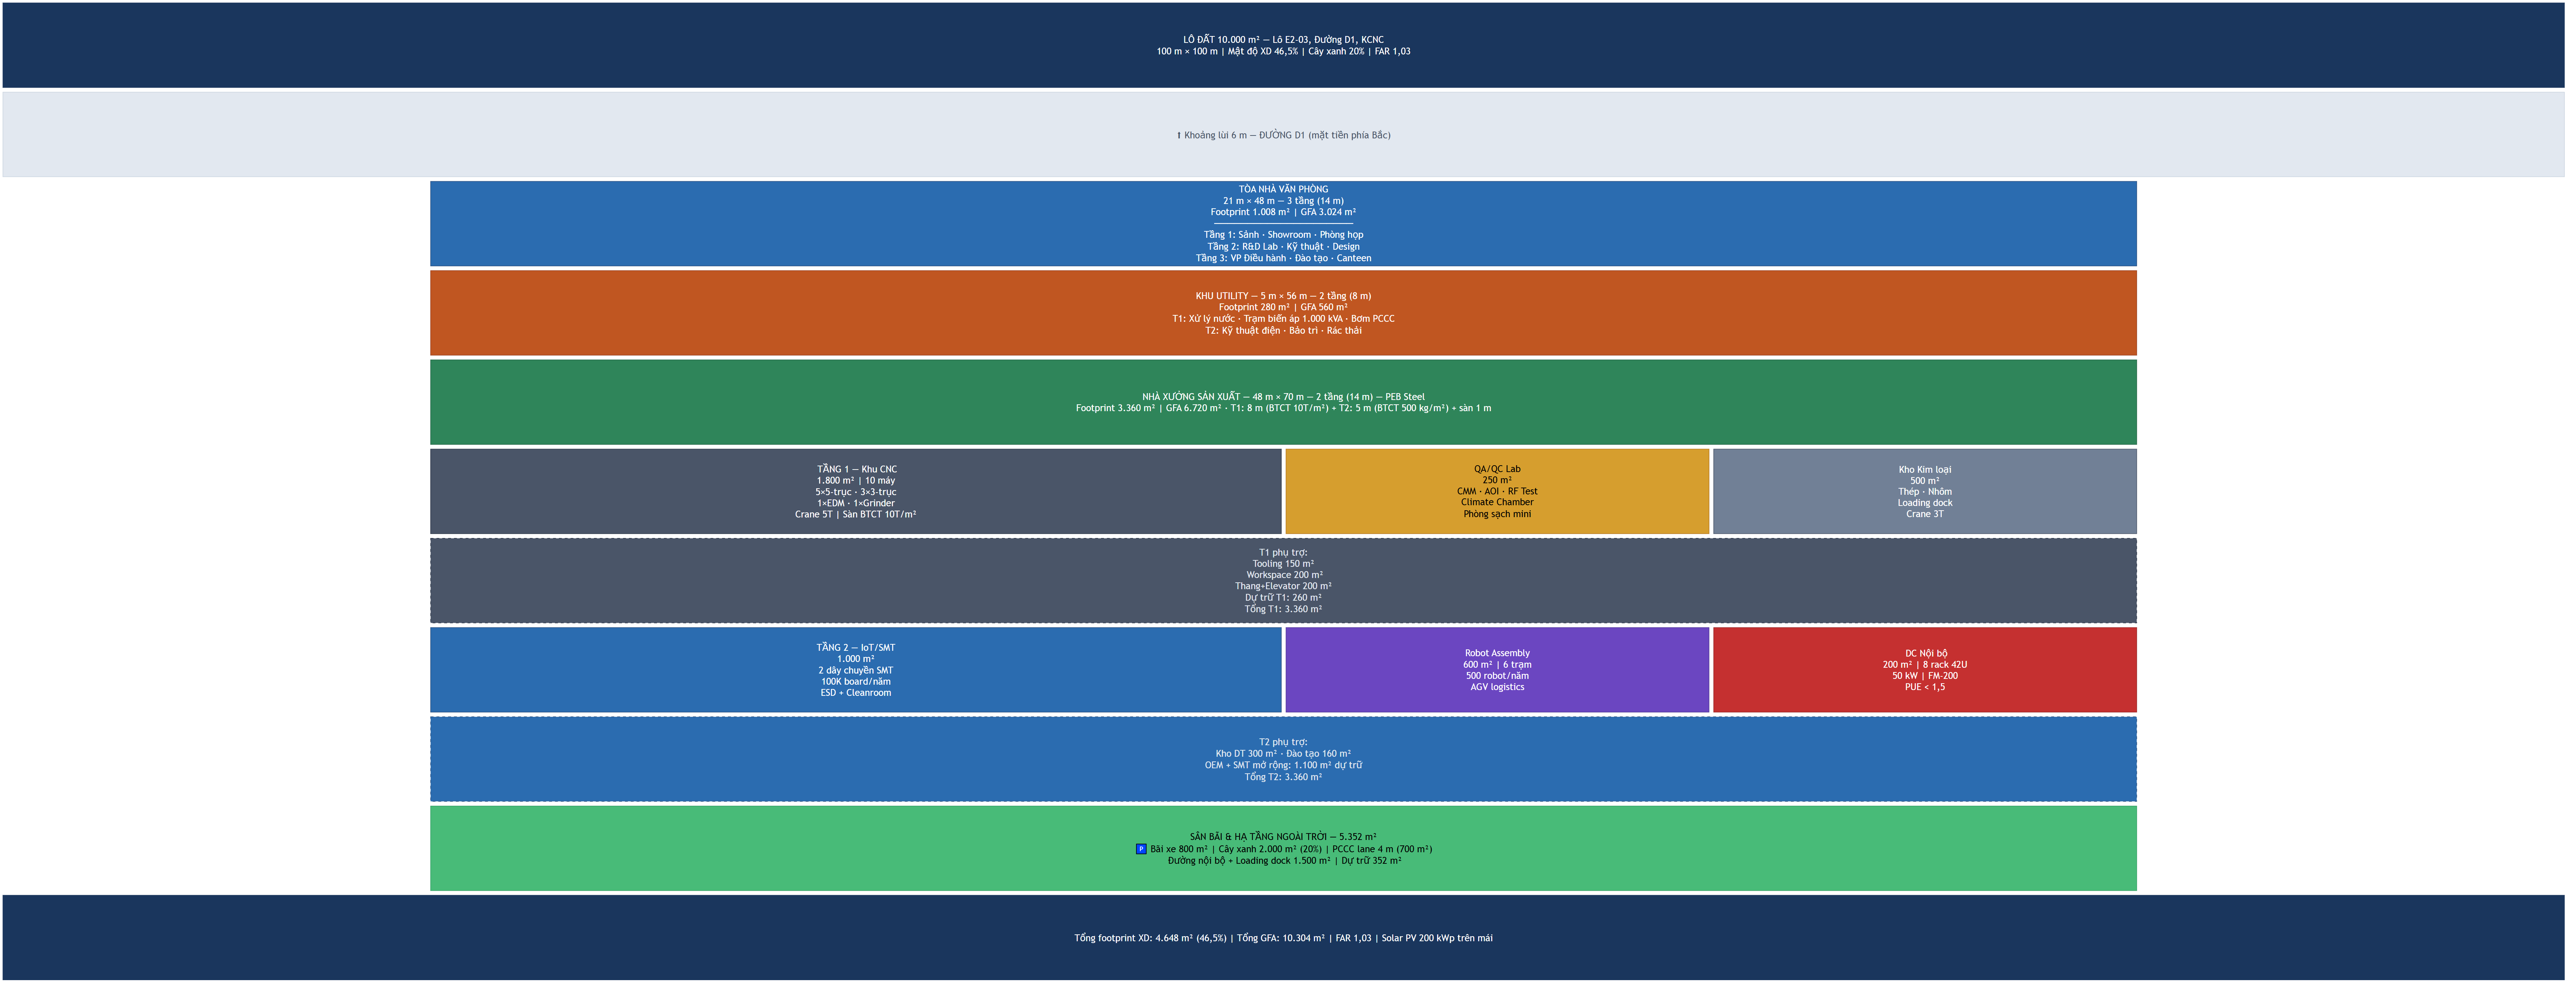 LÔ ĐẤT 10.000 m² — Lô E2-03, Đường D1, KCNC
100 m × 100 m | Mật độ XD 46,5% | Cây xanh 20% | FAR 1,03
↑ Khoảng lùi 6 m — ĐƯỜNG D1 (mặt tiền phía Bắc)
TÒA NHÀ VĂN PHÒNG
21 m × 48 m — 3 tầng (14 m)
Footprint 1.008 m² | GFA 3.024 m²
Tầng 1: Sảnh · Showroom · Phòng họp
Tầng 2: R&D Lab · Kỹ thuật · Design
Tầng 3: VP Điều hành · Đào tạo · Canteen
KHU UTILITY — 5 m × 56 m — 2 tầng (8 m)
Footprint 280 m² | GFA 560 m²
T1: Xử lý nước · Trạm biến áp 1.000 kVA · Bơm PCCC
T2: Kỹ thuật điện · Bảo trì · Rác thải
NHÀ XƯỞNG SẢN XUẤT — 48 m × 70 m — 2 tầng (14 m) — PEB Steel
Footprint 3.360 m² | GFA 6.720 m² · T1: 8 m (BTCT 10T/m²) + T2: 5 m (BTCT 500 kg/m²) + sàn 1 m
TẦNG 1 — Khu CNC
1.800 m² | 10 máy
5×5-trục · 3×3-trục
1×EDM · 1×Grinder
Crane 5T | Sàn BTCT 10T/m²
QA/QC Lab
250 m²
CMM · AOI · RF Test
Climate Chamber
Phòng sạch mini
Kho Kim loại
500 m²
Thép · Nhôm
Loading dock
Crane 3T
T1 phụ trợ:
Tooling 150 m²
Workspace 200 m²
Thang+Elevator 200 m²
Dự trữ T1: 260 m²
Tổng T1: 3.360 m²
TẦNG 2 — IoT/SMT
1.000 m²
2 dây chuyền SMT
100K board/năm
ESD + Cleanroom
Robot Assembly
600 m² | 6 trạm
500 robot/năm
AGV logistics
DC Nội bộ
200 m² | 8 rack 42U
50 kW | FM-200
PUE < 1,5
T2 phụ trợ:
Kho DT 300 m² · Đào tạo 160 m²
OEM + SMT mở rộng: 1.100 m² dự trữ
Tổng T2: 3.360 m²
SÂN BÃI & HẠ TẦNG NGOÀI TRỜI — 5.352 m²
🅿 Bãi xe 800 m² | Cây xanh 2.000 m² (20%) | PCCC lane 4 m (700 m²)
Đường nội bộ + Loading dock 1.500 m² | Dự trữ 352 m²
Tổng footprint XD: 4.648 m² (46,5%) | Tổng GFA: 10.304 m² | FAR 1,03 | Solar PV 200 kWp trên mái